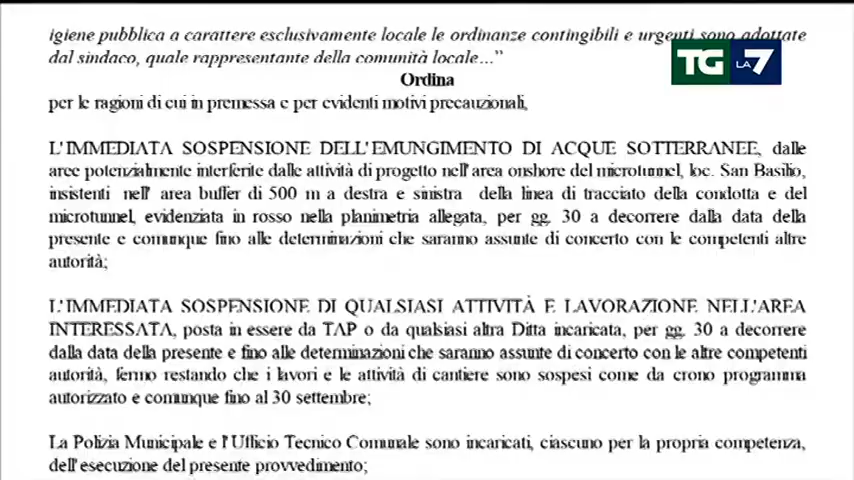 igiene pubblica a carattere esclusivamente locale le ordinanze contingibili e urgenti sono adottate
dal sindaco, quale rappresentante della comunità locale…”
TG LA7
Ordina
per le ragioni di cui in premessa e per evidenti motivi precauzionali,
L'IMMEDIATA SOSPENSIONE DELL'EMUNGIMENTO DI ACQUE SOTTERRANEE, dalle
aree potenzialmente interferite dalle attività di progetto nell'area onshore del microtunnel, loc. San Basilio,
insistenti nell' area buffer di 500 m a destra e sinistra della linea di tracciato della condotta e del
microtunnel, evidenziata in rosso nella planimetria allegata, per gg. 30 a decorrere dalla data della
presente e comunque fino alle determinazioni che saranno assunte di concerto con le competenti altre
autorità;
L'IMMEDIATA SOSPENSIONE DI QUALSIASI ATTIVITÀ E LAVORAZIONE NELL'AREA
INTERESSATA, posta in essere da TAP o da qualsiasi altra Ditta incaricata, per gg. 30 a decorrere
dalla data della presente e fino alle determinazioni che saranno assunte di concerto con le altre competenti
autorità, fermo restando che i lavori e le attività di cantiere sono sospesi come da crono programma
autorizzato e comunque fino al 30 settembre;
La Polizia Municipale e l'Ufficio Tecnico Comunale sono incaricati, ciascuno per la propria competenza,
dell'esecuzione del presente provvedimento;